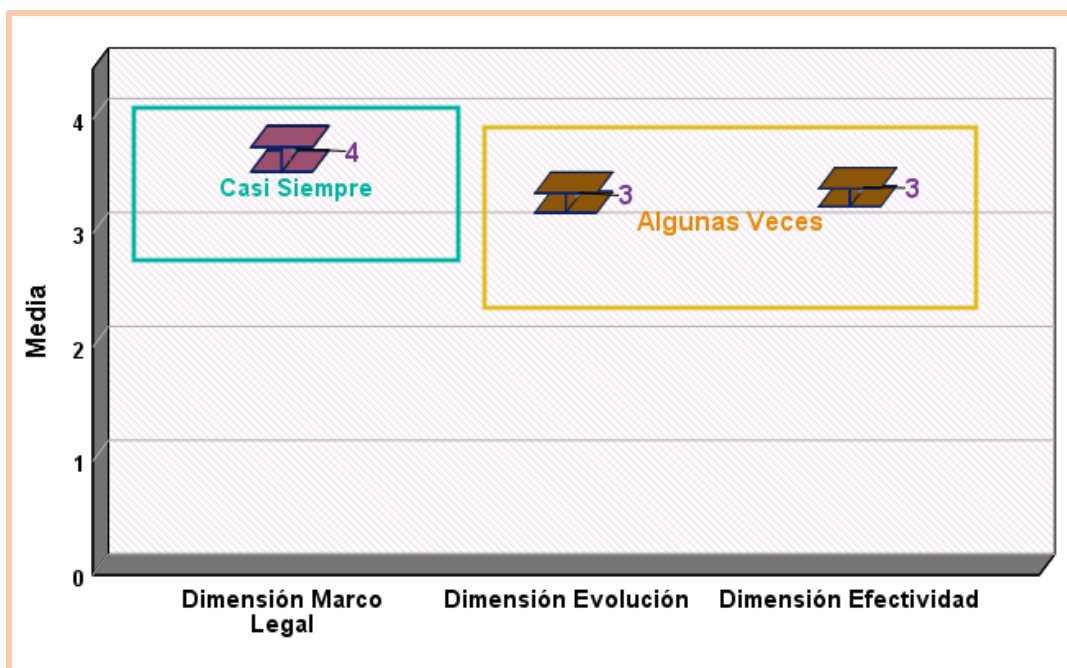 4
4
Casi Siempre
3
3
Algunas Veces
3
2
1
0
Media
Dimensión Marco
Legal
Dimensión Evolución
Dimensión Efectividad